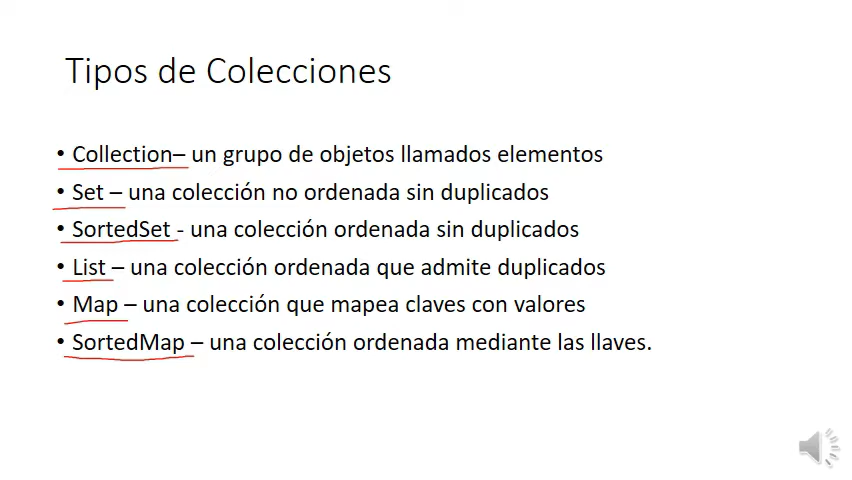 Tipos de Colecciones
• Collection– un grupo de objetos llamados elementos
• Set – una colección no ordenada sin duplicados
• SortedSet - una colección ordenada sin duplicados
• List – una colección ordenada que admite duplicados
• Map – una colección que mapea claves con valores
• SortedMap – una colección ordenada mediante las llaves.